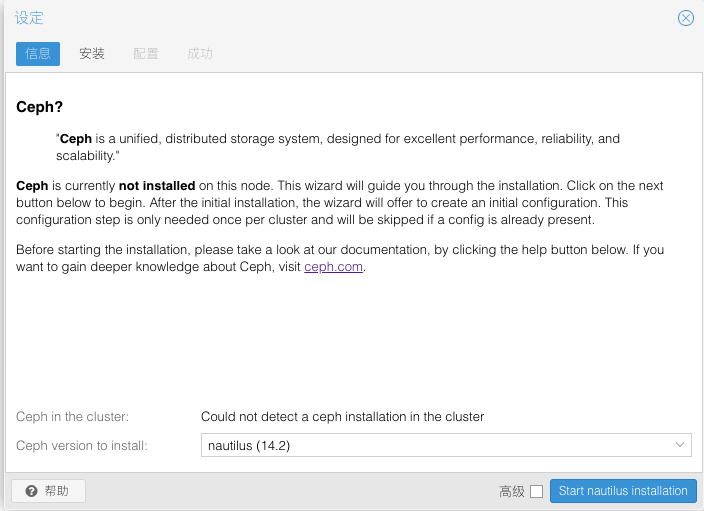 设定
信息 安装 配置 成功
Ceph?
"Ceph is a unified, distributed storage system, designed for excellent performance, reliability, and
scalability."
Ceph is currently not installed on this node. This wizard will guide you through the installation. Click on the next
button below to begin. After the initial installation, the wizard will offer to create an initial configuration. This
configuration step is only needed once per cluster and will be skipped if a config is already present.
Before starting the installation, please take a look at our documentation, by clicking the help button below. If you
want to gain deeper knowledge about Ceph, visit ceph.com.
Ceph in the cluster: Could not detect a ceph installation in the cluster
Ceph version to install: nautilus (14.2)
帮助 高级 Start nautilus installation